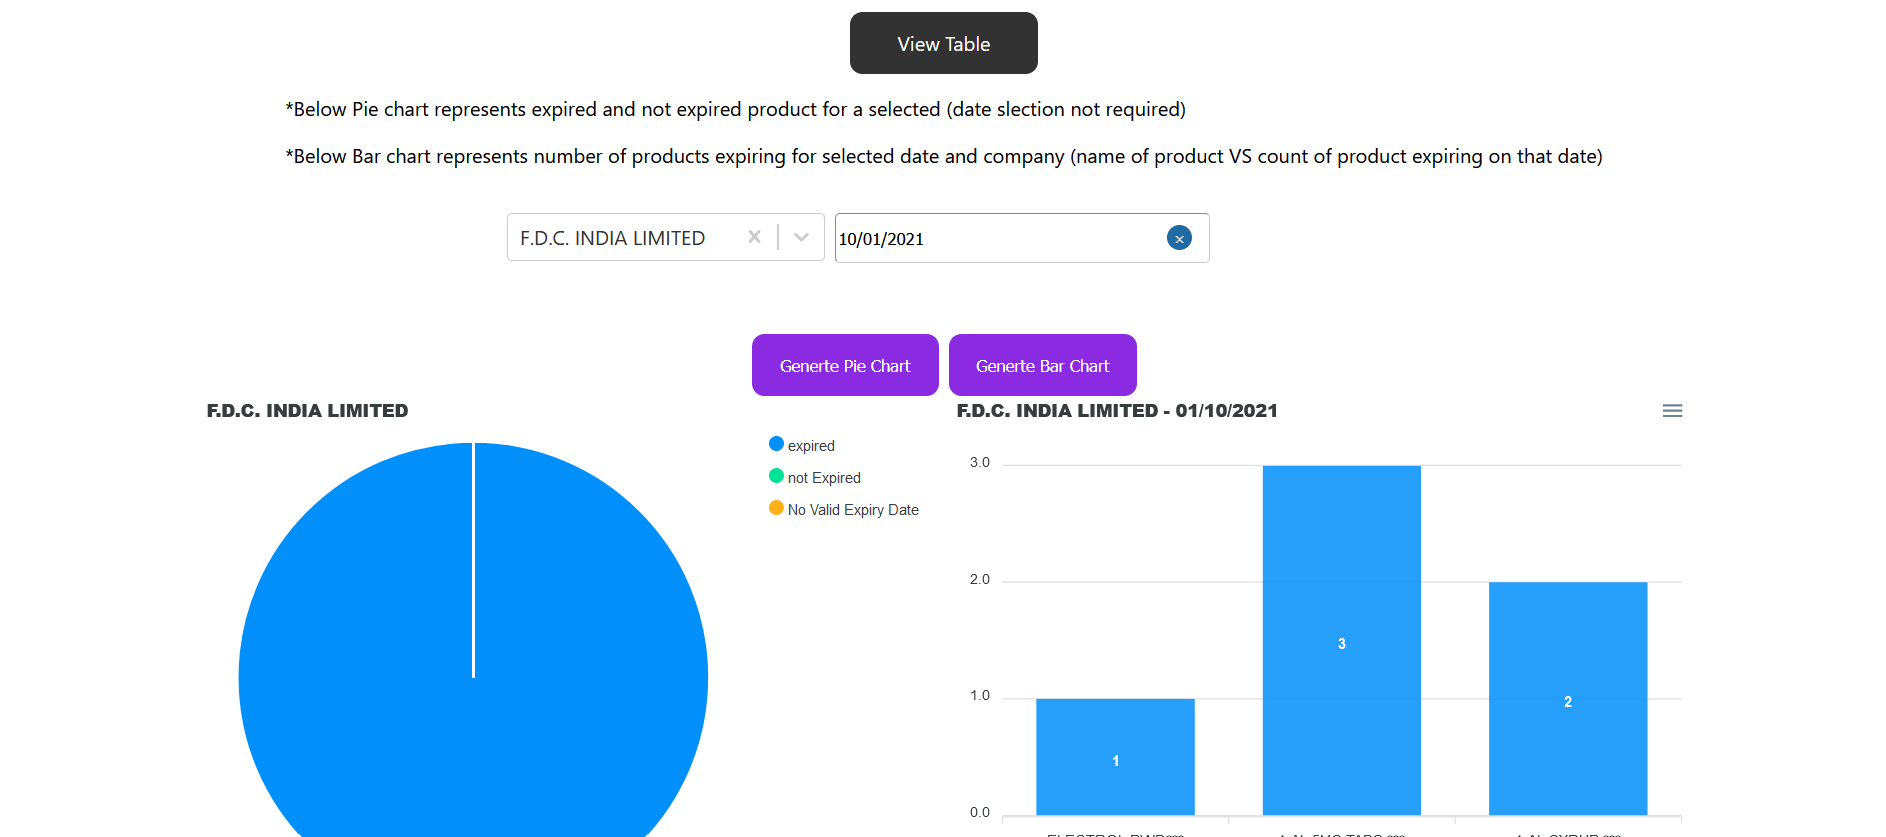 View Table
*Below Pie chart represents expired and not expired product for a selected (date slection not required)
*Below Bar chart represents number of products expiring for selected date and company (name of product VS count of product expiring on that date)
F.D.C. INDIA LIMITED
10/01/2021
Generte Pie Chart
Generte Bar Chart
F.D.C. INDIA LIMITED
expired
not Expired
No Valid Expiry Date
F.D.C. INDIA LIMITED - 01/10/2021
3.0
2.0
1.0
0.0
1
3
2